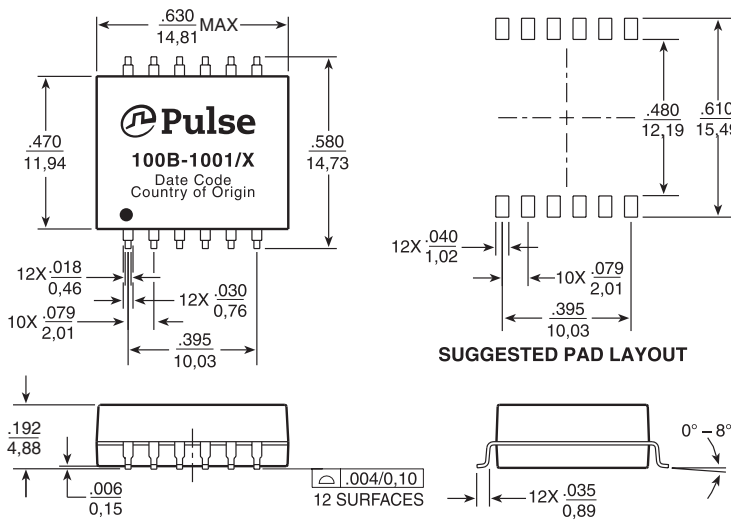 .630
14,81 MAX
.470
11,94
Pulse
100B-1001/X
Date Code
Country of Origin
.580
14,73
12X .018
0,46
12X .030
0,76
10X .079
2,01
.395
10,03
.480
12,19
.610
15,49
12X .040
1,02
10X .079
2,01
.395
10,03
SUGGESTED PAD LAYOUT
.192
4,88
.006
0,15
.004/0,10
12 SURFACES
0° – 8°
12X .035
0,89